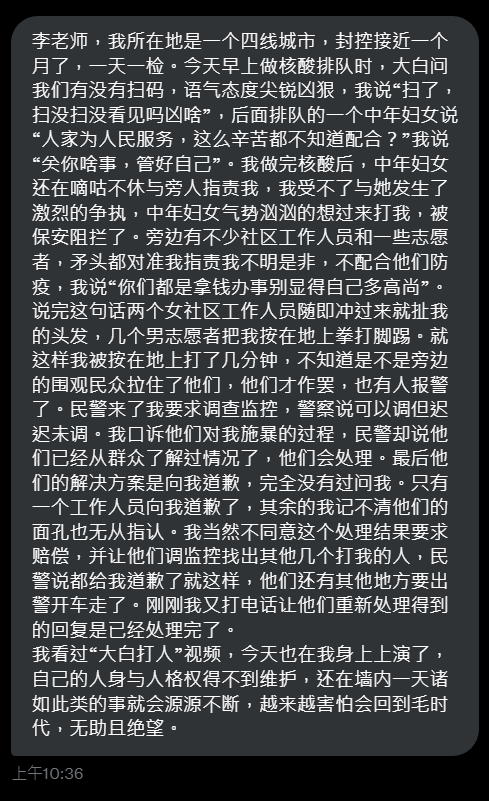 李老师，我所在地是一个四线城市，封控接近一个
月了，一天一检。今天早上做核酸排队时，大白问
我们有没有扫码，语气态度尖锐凶狠，我说“扫了，
扫没扫没看见吗凶啥”，后面排队的一个中年妇女说
“人家为人民服务，这么辛苦都不知道配合？”我说
“关你啥事，管好自己”。我做完核酸后，中年妇女
还在嘀咕不休与旁人指责我，我受不了与她发生了
激烈的争执，中年妇女气势汹汹的想过来打我，被
保安阻拦了。旁边有不少社区工作人员和一些志愿
者，矛头都对准我指责我不明是非，不配合他们防
疫，我说“你们都是拿钱办事别显得自己多高尚”。
说完这句话两个女社区工作人员随即冲过来就扯我
的头发，几个男志愿者把我按在地上拳打脚踢。就
这样我被按在地上打了几分钟，不知道是不是旁边
的围观民众拉住了他们，他们才作罢，也有人报警
了。民警来了我要求调查监控，警察说可以调但迟
迟未调。我口诉他们对我施暴的过程，民警却说他
们已经从群众了解过情况了，他们会处理。最后他
们的解决方案是向我道歉，完全没有过问我。只有
一个工作人员向我道歉了，其余的我记不清他们的
面孔也无从指认。我当然不同意这个处理结果要求
赔偿，并让他们调监控找出其他几个打我的人，民
警说都给我道歉了就这样，他们还有其他地方要出
警开车走了。刚刚我又打电话让他们重新处理得到
的回复是已经处理完了。
我看过“大白打人”视频，今天也在我身上上演了，
自己的人身与人格权得不到维护，还在墙内一天诸
如此类的事就会源源不断，越来越害怕会回到毛时
代，无助且绝望。
上午10:36